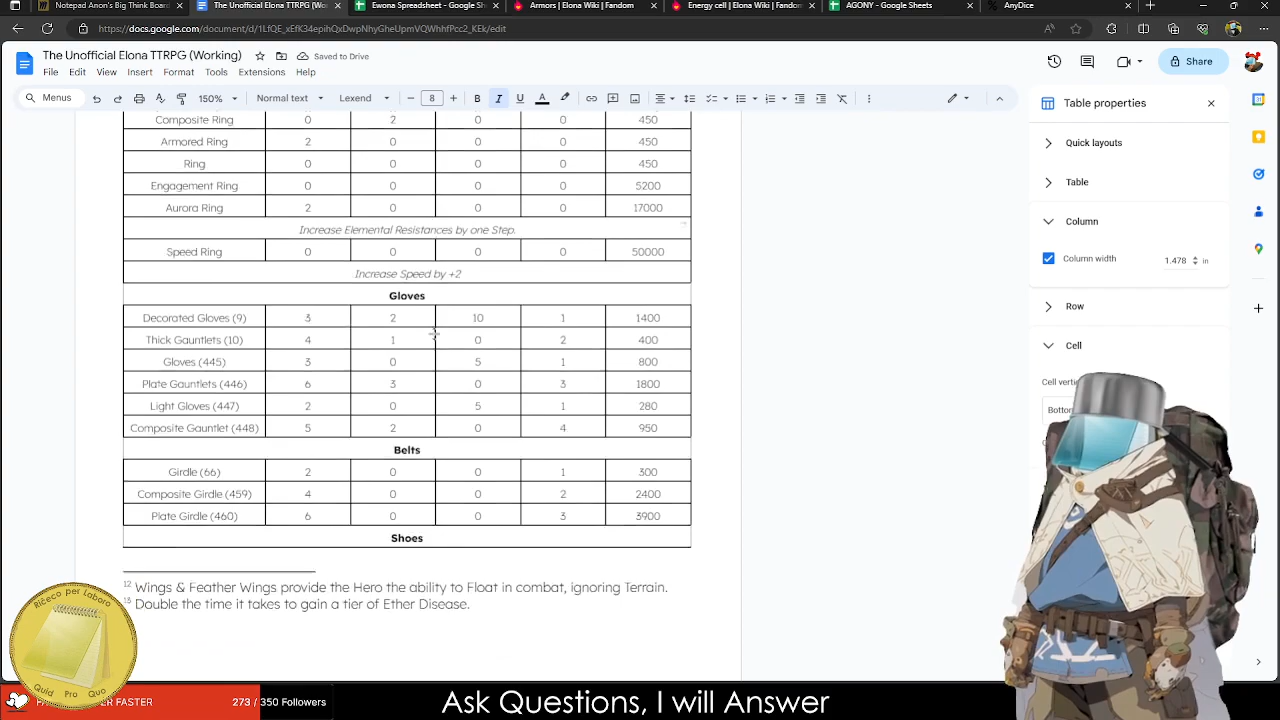 Notepad Anon's Big Think Board
The Unofficial Elona TTRPG (Wo
Ewona Spreadsheet - Google Sh
Armors | Elona Wiki | Fandom
Energy cell | Elona Wiki | Fandom
AGONY - Google Sheets
AnyDice
https://docs.google.com/document/d/1LfQE_xEfK34epihQxDwpNhyGheUpmVQWhhfPcc2_KEk/edit
The Unofficial Elona TTRPG (Working)
Saved to Drive
File Edit View Insert Format Tools Extensions Help
Share
Menus 150% Normal text Lexend 8
Table properties
Quick layouts
Table
Column
Column width 1.478 in
Row
Cell
Composite Ring 0 2 0 0 450
Armored Ring 2 0 0 0 450
Ring 0 0 0 0 450
Engagement Ring 0 0 0 0 5200
Aurora Ring 2 0 0 0 17000
Increase Elemental Resistances by one Step.
Speed Ring 0 0 0 0 50000
Increase Speed by +2
Gloves
Decorated Gloves (9) 3 2 10 1 1400
Thick Gauntlets (10) 4 1 0 2 400
Gloves (445) 3 0 5 1 800
Plate Gauntlets (446) 6 3 0 3 1800
Light Gloves (447) 2 0 5 1 280
Composite Gauntlet (448) 5 2 0 4 950
Belts
Girdle (66) 2 0 0 1 300
Composite Girdle (459) 4 0 0 2 2400
Plate Girdle (460) 6 0 0 3 3900
Shoes
12 Wings & Feather Wings provide the Hero the ability to Float in combat, ignoring Terrain.
13 Double the time it takes to gain a tier of Ether Disease.
Quid Pro Quo
FASTER
273 / 350 Followers
Ask Questions, I will Answer